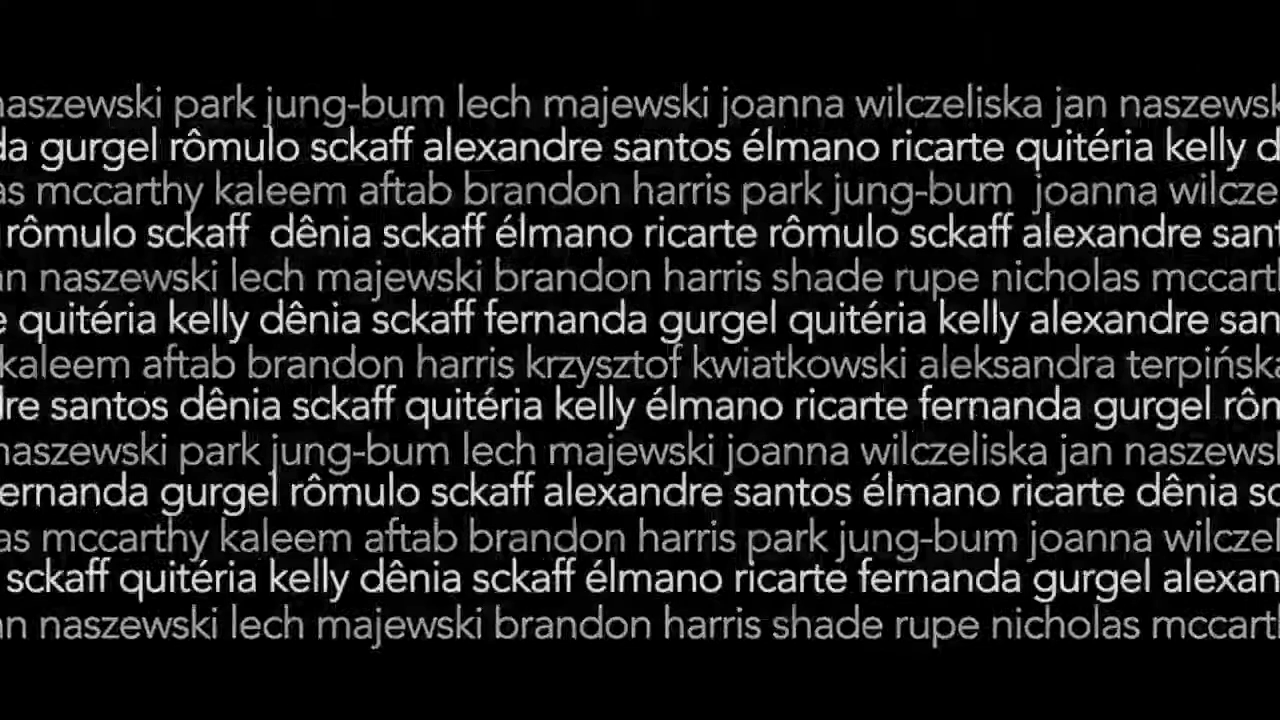 naszewski park jung-bum lech majewski joanna wilczeliska jan naszewsk
da gurgel rômulo sckaff alexandre santos élmano ricarte quitéria kelly d
as mccarthy kaleem aftab brandon harris park jung-bum joanna wilcze
rômulo sckaff dênia sckaff élmano ricarte rômulo sckaff alexandre sant
an naszewski lech majewski brandon harris shade rupe nicholas mccart
e quitéria kelly dênia sckaff fernanda gurgel quitéria kelly alexandre san
kaleem aftab brandon harris krzysztof kwiatkowski aleksandra terpińska
dre santos dênia sckaff quitéria kelly élmano ricarte fernanda gurgel rôm
naszewski park jung-bum lech majewski joanna wilczeliska jan naszewsk
fernanda gurgel rômulo sckaff alexandre santos élmano ricarte dênia sc
as mccarthy kaleem aftab brandon harris park jung-bum joanna wilczel
sckaff quitéria kelly dênia sckaff élmano ricarte fernanda gurgel alexan
an naszewski lech majewski brandon harris shade rupe nicholas mccart